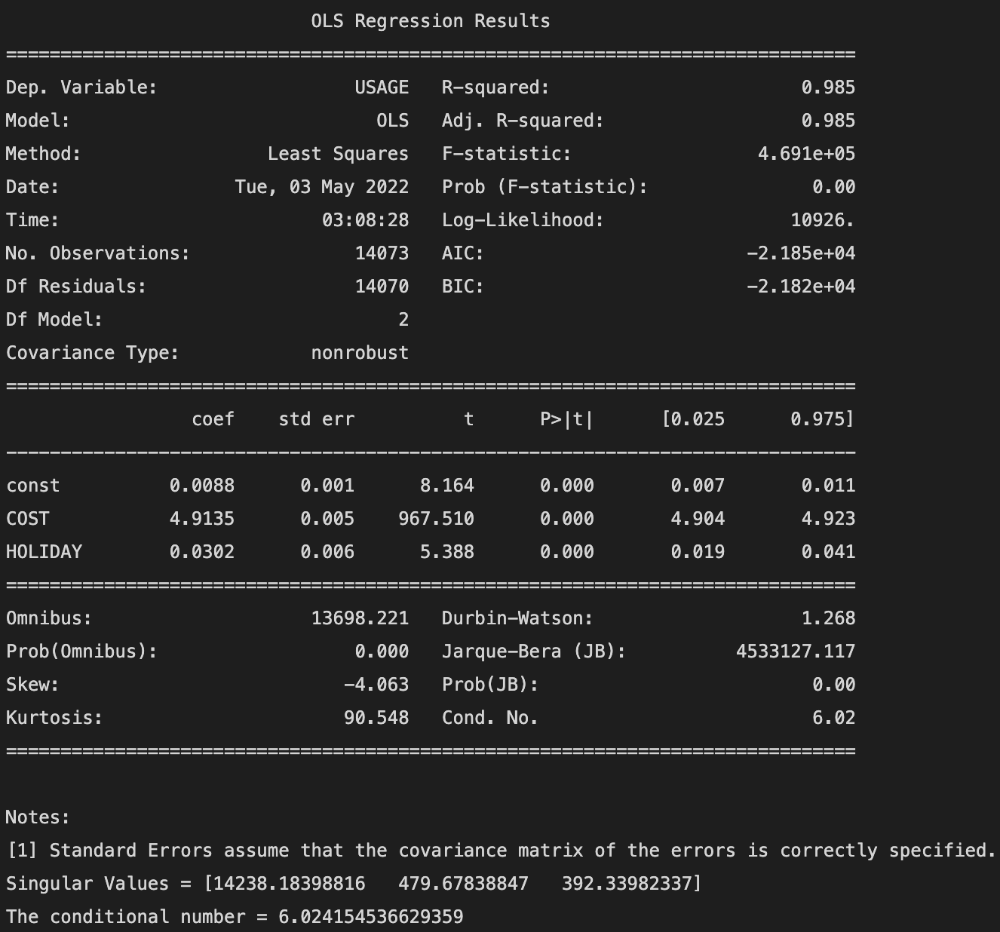 OLS Regression Results
==============================================================================
Dep. Variable:                  USAGE   R-squared:                       0.985
Model:                            OLS   Adj. R-squared:                  0.985
Method:                 Least Squares   F-statistic:                 4.691e+05
Date:                Tue, 03 May 2022   Prob (F-statistic):               0.00
Time:                        03:08:28   Log-Likelihood:                 10926.
No. Observations:               14073   AIC:                        -2.185e+04
Df Residuals:                   14070   BIC:                        -2.182e+04
Df Model:                           2
Covariance Type:            nonrobust
==============================================================================
                 coef    std err          t      P>|t|      [0.025      0.975]
------------------------------------------------------------------------------
const          0.0088      0.001      8.164      0.000       0.007       0.011
COST           4.9135      0.005    967.510      0.000       4.904       4.923
HOLIDAY        0.0302      0.006      5.388      0.000       0.019       0.041
==============================================================================
Omnibus:                    13698.221   Durbin-Watson:                   1.268
Prob(Omnibus):                  0.000   Jarque-Bera (JB):          4533127.117
Skew:                          -4.063   Prob(JB):                         0.00
Kurtosis:                      90.548   Cond. No.                         6.02
==============================================================================
Notes:
[1] Standard Errors assume that the covariance matrix of the errors is correctly specified.
Singular Values = [14238.18398816   479.67838847   392.33982337]
The conditional number = 6.024154536629359